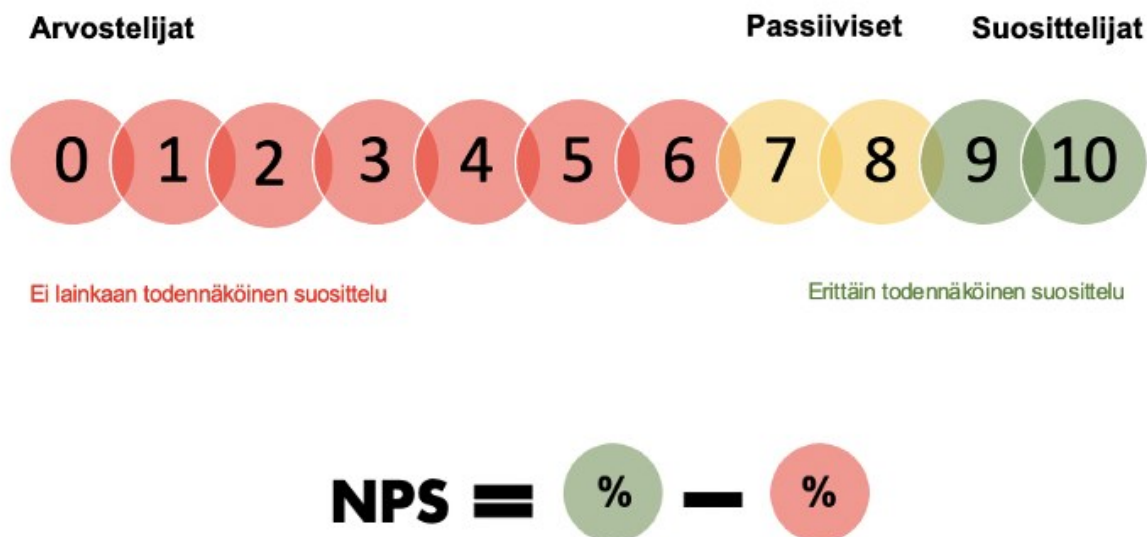 Arvostelijat Passiiviset Suosittelijat
0 1 2 3 4 5 6 7 8 9 10
Ei lainkaan todennäköinen suosittelu Erittäin todennäköinen suosittelu
NPS = % – %